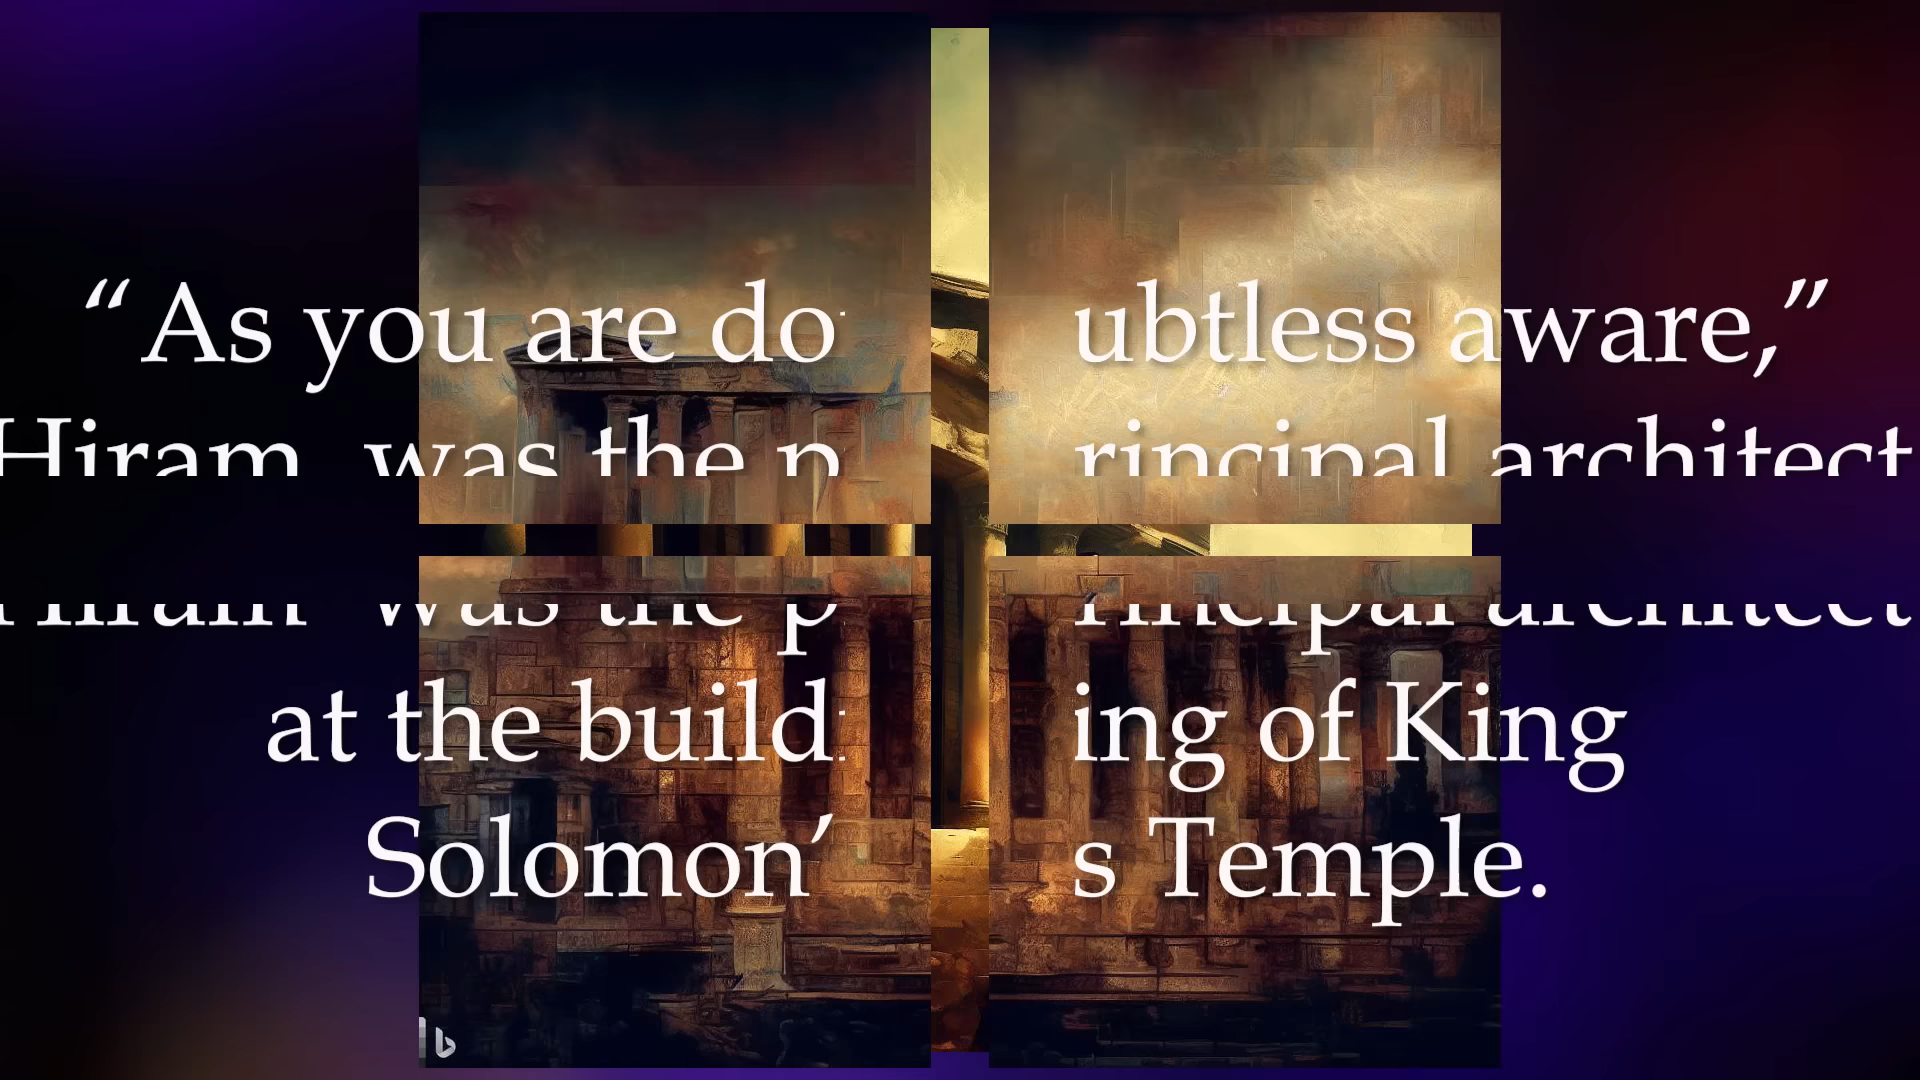 “As you are doubtless aware,”
Hiram was the principal architect
at the building of King
Solomon’s Temple.